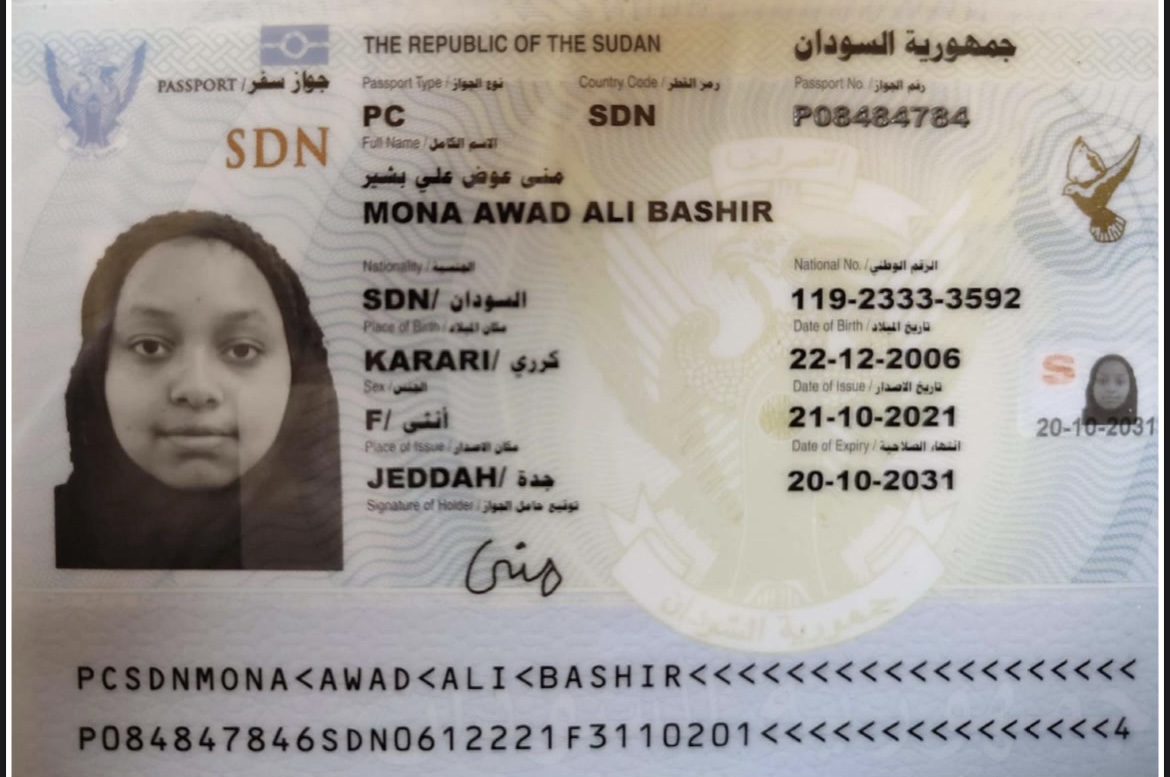 THE REPUBLIC OF THE SUDAN جمهورية السودان
PASSPORT / جواز سفر
Passport Type / نوع الجواز Country Code / رمز القطر Passport No. / رقم الجواز
PC SDN P08484784
SDN
Full Name / الاسم الكامل
منى عوض علي بشير
MONA AWAD ALI BASHIR
Nationality / الجنسية National No. / الرقم الوطني
SDN/ السودان 119-2333-3592
Place of Birth / مكان الميلاد Date of Birth / تاريخ الميلاد
KARARI/ كرري 22-12-2006
Sex / الجنس Date of Issue / تاريخ الاصدار
F/ أنثى 21-10-2021
S
20-10-2031
Place of Issue / مكان الاصدار Date of Expiry / انتهاء الصلاحية
JEDDAH/ جدة 20-10-2031
Signature of Holder / توقيع حامل الجواز
منى
جمهورية السودان
PCSDNMONA<AWAD<ALI<BASHIR<<<<<<<<<<<<<<<<<<<
P084847846SDN0612221F3110201<<<<<<<<<<<<<<<4